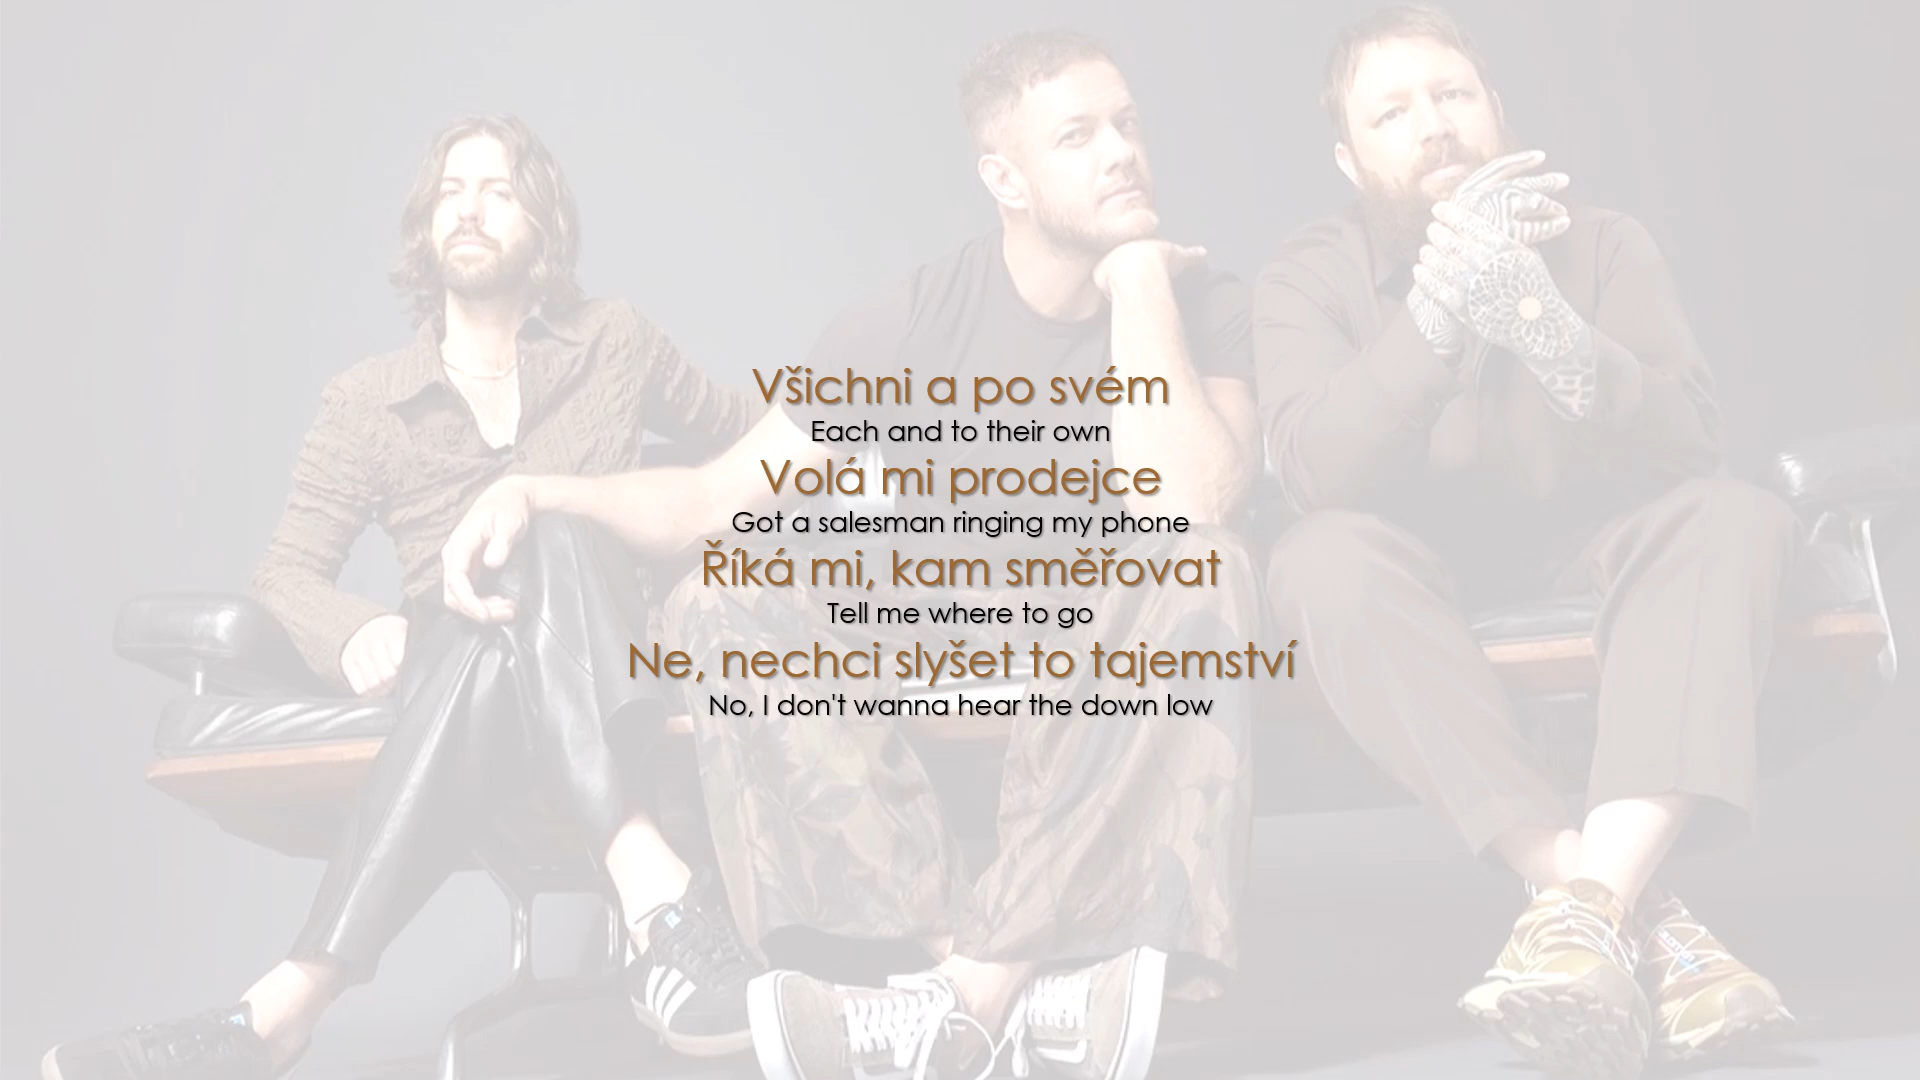 Všichni a po svém
Each and to their own
Volá mi prodejce
Got a salesman ringing my phone
Říká mi, kam směřovat
Tell me where to go
Ne, nechci slyšet to tajemství
No, I don't wanna hear the down low